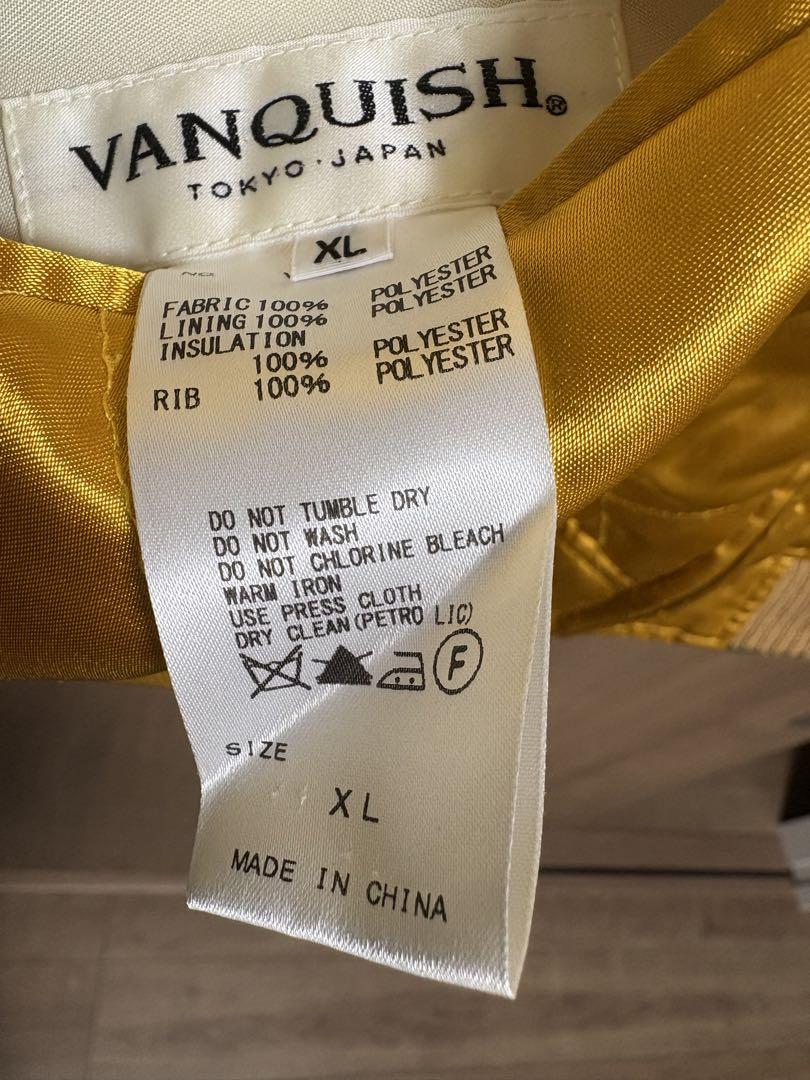 VANQUISH®
TOKYO・JAPAN
XL
FABRIC 100% POLYESTER
LINING 100% POLYESTER
INSULATION
100% POLYESTER
RIB 100% POLYESTER
DO NOT TUMBLE DRY
DO NOT WASH
DO NOT CHLORINE BLEACH
WARM IRON
USE PRESS CLOTH
DRY CLEAN(PETRO LIC)
F
SIZE
XL
MADE IN CHINA